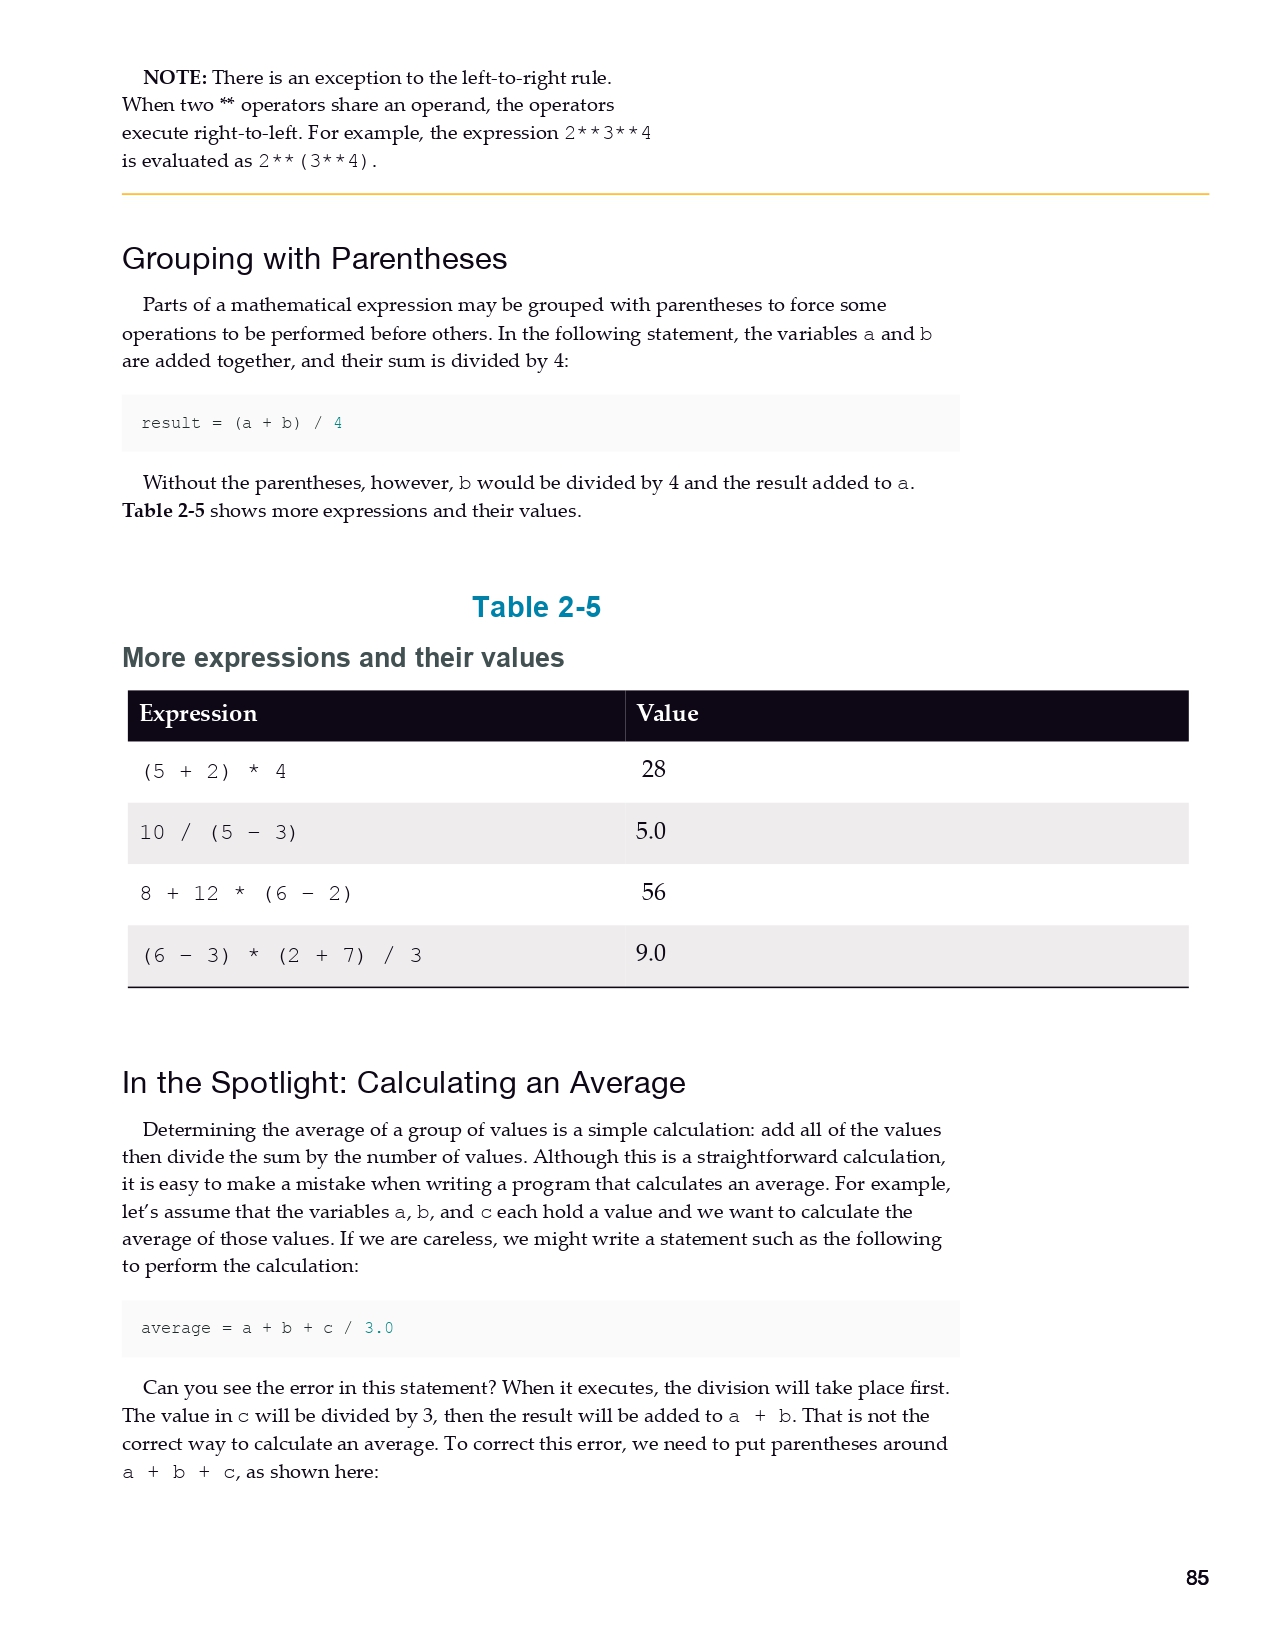 NOTE: There is an exception to the left-to-right rule.
When two ** operators share an operand, the operators
execute right-to-left. For example, the expression 2**3**4
is evaluated as 2**(3**4).
Grouping with Parentheses
Parts of a mathematical expression may be grouped with parentheses to force some
operations to be performed before others. In the following statement, the variables a and b
are added together, and their sum is divided by 4:
result = (a + b) / 4
Without the parentheses, however, b would be divided by 4 and the result added to a.
Table 2-5 shows more expressions and their values.
Table 2-5
More expressions and their values
Expression Value
(5 + 2) * 4 28
10 / (5 − 3) 5.0
8 + 12 * (6 − 2) 56
(6 − 3) * (2 + 7) / 3 9.0
In the Spotlight: Calculating an Average
Determining the average of a group of values is a simple calculation: add all of the values
then divide the sum by the number of values. Although this is a straightforward calculation,
it is easy to make a mistake when writing a program that calculates an average. For example,
let’s assume that the variables a, b, and c each hold a value and we want to calculate the
average of those values. If we are careless, we might write a statement such as the following
to perform the calculation:
average = a + b + c / 3.0
Can you see the error in this statement? When it executes, the division will take place first.
The value in c will be divided by 3, then the result will be added to a + b. That is not the
correct way to calculate an average. To correct this error, we need to put parentheses around
a + b + c, as shown here:
85